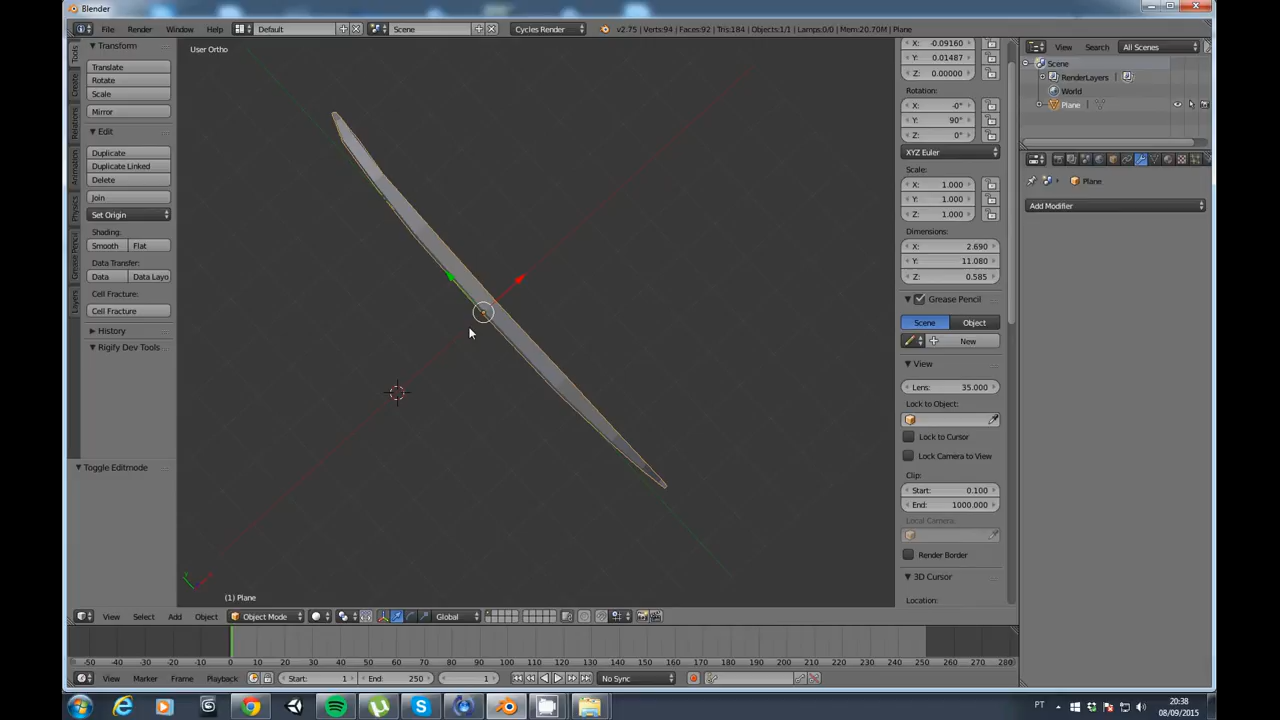 Blender
File Render Window Help Default Scene Cycles Render v2.75 | Verts:94 | Faces:92 | Tris:184 | Objects:1/1 | Lamps:0/0 | Mem:20.70M | Plane
Tools
Create
Relations
Animation
Physics
Grease Pencil
Layers
Transform
Translate
Rotate
Scale
Mirror
Edit
Duplicate
Duplicate Linked
Delete
Join
Set Origin
Shading:
Smooth Flat
Data Transfer:
Data Data Layo
Cell Fracture:
Cell Fracture
History
Rigify Dev Tools
Toggle Editmode
User Ortho
(1) Plane
X: -0.09160
Y: 0.01487
Z: 0.00000
Rotation:
X: -0°
Y: 90°
Z: 0°
XYZ Euler
Scale:
X: 1.000
Y: 1.000
Z: 1.000
Dimensions:
X: 2.690
Y: 11.080
Z: 0.585
Grease Pencil
Scene Object
New
View
Lens: 35.000
Lock to Object:
Lock to Cursor
Lock Camera to View
Clip:
Start: 0.100
End: 1000.000
Local Camera:
Render Border
3D Cursor
Location:
View Search All Scenes
Scene
RenderLayers
World
Plane
Plane
Add Modifier
View Select Add Object Object Mode Global
-50 -40 -30 -20 -10 0 10 20 30 40 50 60 70 80 90 100 110 120 130 140 150 160 170 180 190 200 210 220 230 240 250 260 270 280
View Marker Frame Playback Start: 1 End: 250 1 No Sync
PT 20:38
08/09/2015